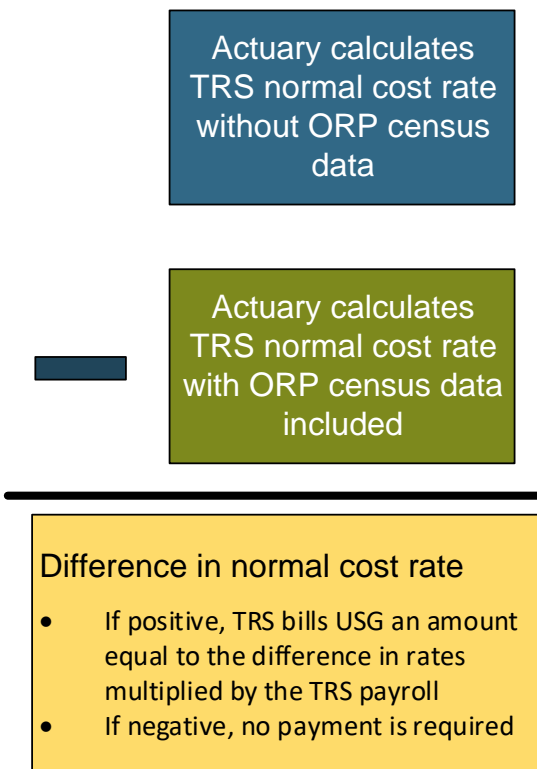 Actuary calculates
TRS normal cost rate
without ORP census
data
Actuary calculates
TRS normal cost rate
with ORP census data
included
Difference in normal cost rate
• If positive, TRS bills USG an amount
equal to the difference in rates
multiplied by the TRS payroll
• If negative, no payment is required